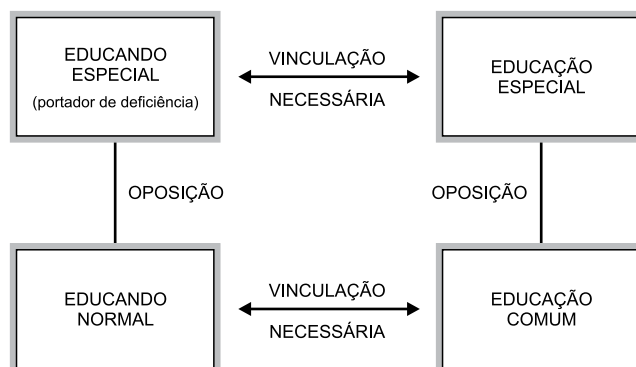 EDUCANDO
ESPECIAL
(portador de deficiência)
VINCULAÇÃO
NECESSÁRIA
EDUCAÇÃO
ESPECIAL
OPOSIÇÃO
OPOSIÇÃO
EDUCANDO
NORMAL
VINCULAÇÃO
NECESSÁRIA
EDUCAÇÃO
COMUM